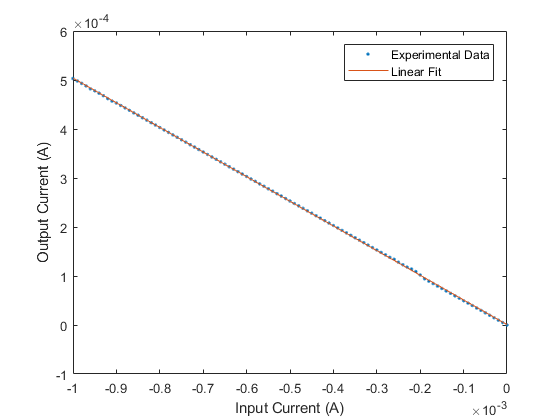 ×10^-4
6
5
4
3
2
1
0
-1
Output Current (A)
Experimental Data
Linear Fit
-1 -0.9 -0.8 -0.7 -0.6 -0.5 -0.4 -0.3 -0.2 -0.1 0
Input Current (A)
×10^-3